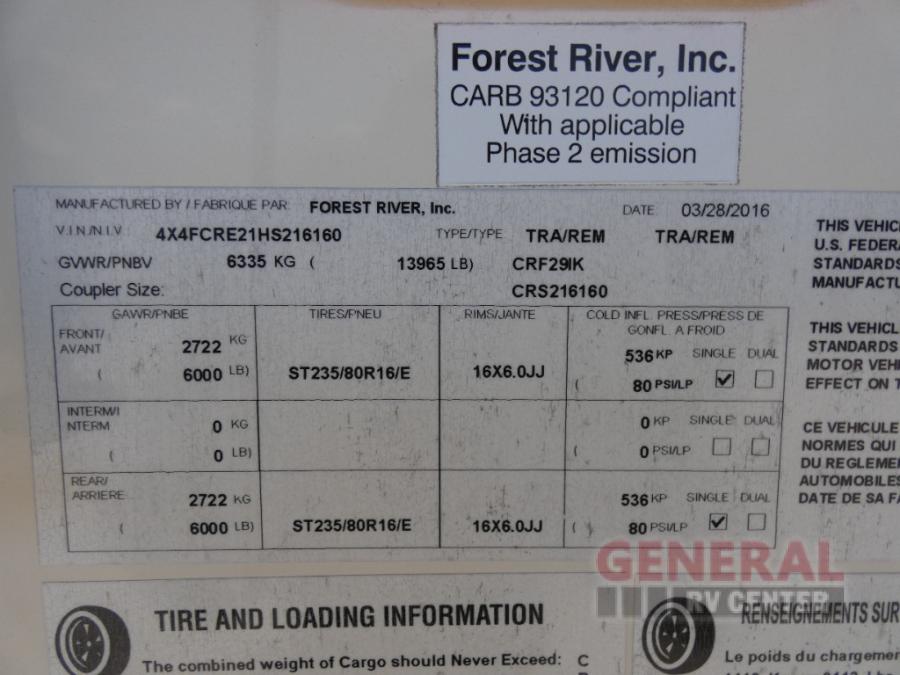 Forest River, Inc.
CARB 93120 Compliant
With applicable
Phase 2 emission
MANUFACTURED BY / FABRIQUE PAR: FOREST RIVER, Inc. DATE 03/28/2016
V.I.N./N.I.V 4X4FCRE21HS216160 TYPE/TYPE TRA/REM TRA/REM
GVWR/PNBV 6335 KG ( 13965 LB) CRF29IK
Coupler Size: CRS216160
GAWR/PNBE TIRES/PNEU RIMS/JANTE COLD INFL. PRESS/PRESS DE
GONFL. A FROID
FRONT/
AVANT 2722 KG 536 KP SINGLE DUAL
( 6000 LB) ST235/80R16/E 16X6.0JJ ( 80 PSI/LP
INTERM/I
NTERM 0 KG 0 KP SINGLE DUAL
( 0 LB) ( 0 PSI/LP
REAR/
ARRIERE 2722 KG 536 KP SINGLE DUAL
( 6000 LB) ST235/80R16/E 16X6.0JJ ( 80 PSI/LP
THIS VEHIC
U.S. FEDERA
STANDARDS
MANUFACTU
THIS VEHICL
STANDARDS
MOTOR VEH
EFFECT ON T
CE VEHICULE
NORMES QUI
DU REGLEME
AUTOMOBILES
DATE DE SA FA
GENERAL
RV CENTER
TIRE AND LOADING INFORMATION
The combined weight of Cargo should Never Exceed: C
RENSEIGNEMENTS SUR
Le poids du chargemen